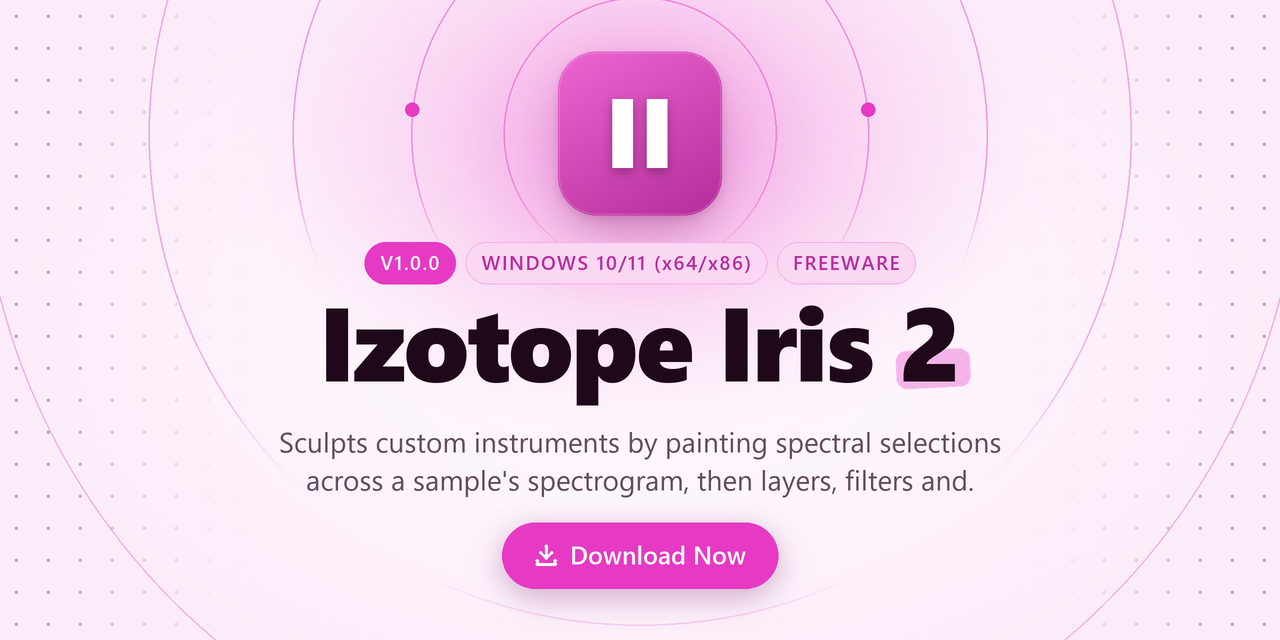 V1.0.0 WINDOWS 10/11 (x64/x86) FREEWARE
Izotope Iris 2
Sculpts custom instruments by painting spectral selections
across a sample's spectrogram, then layers, filters and.
Download Now